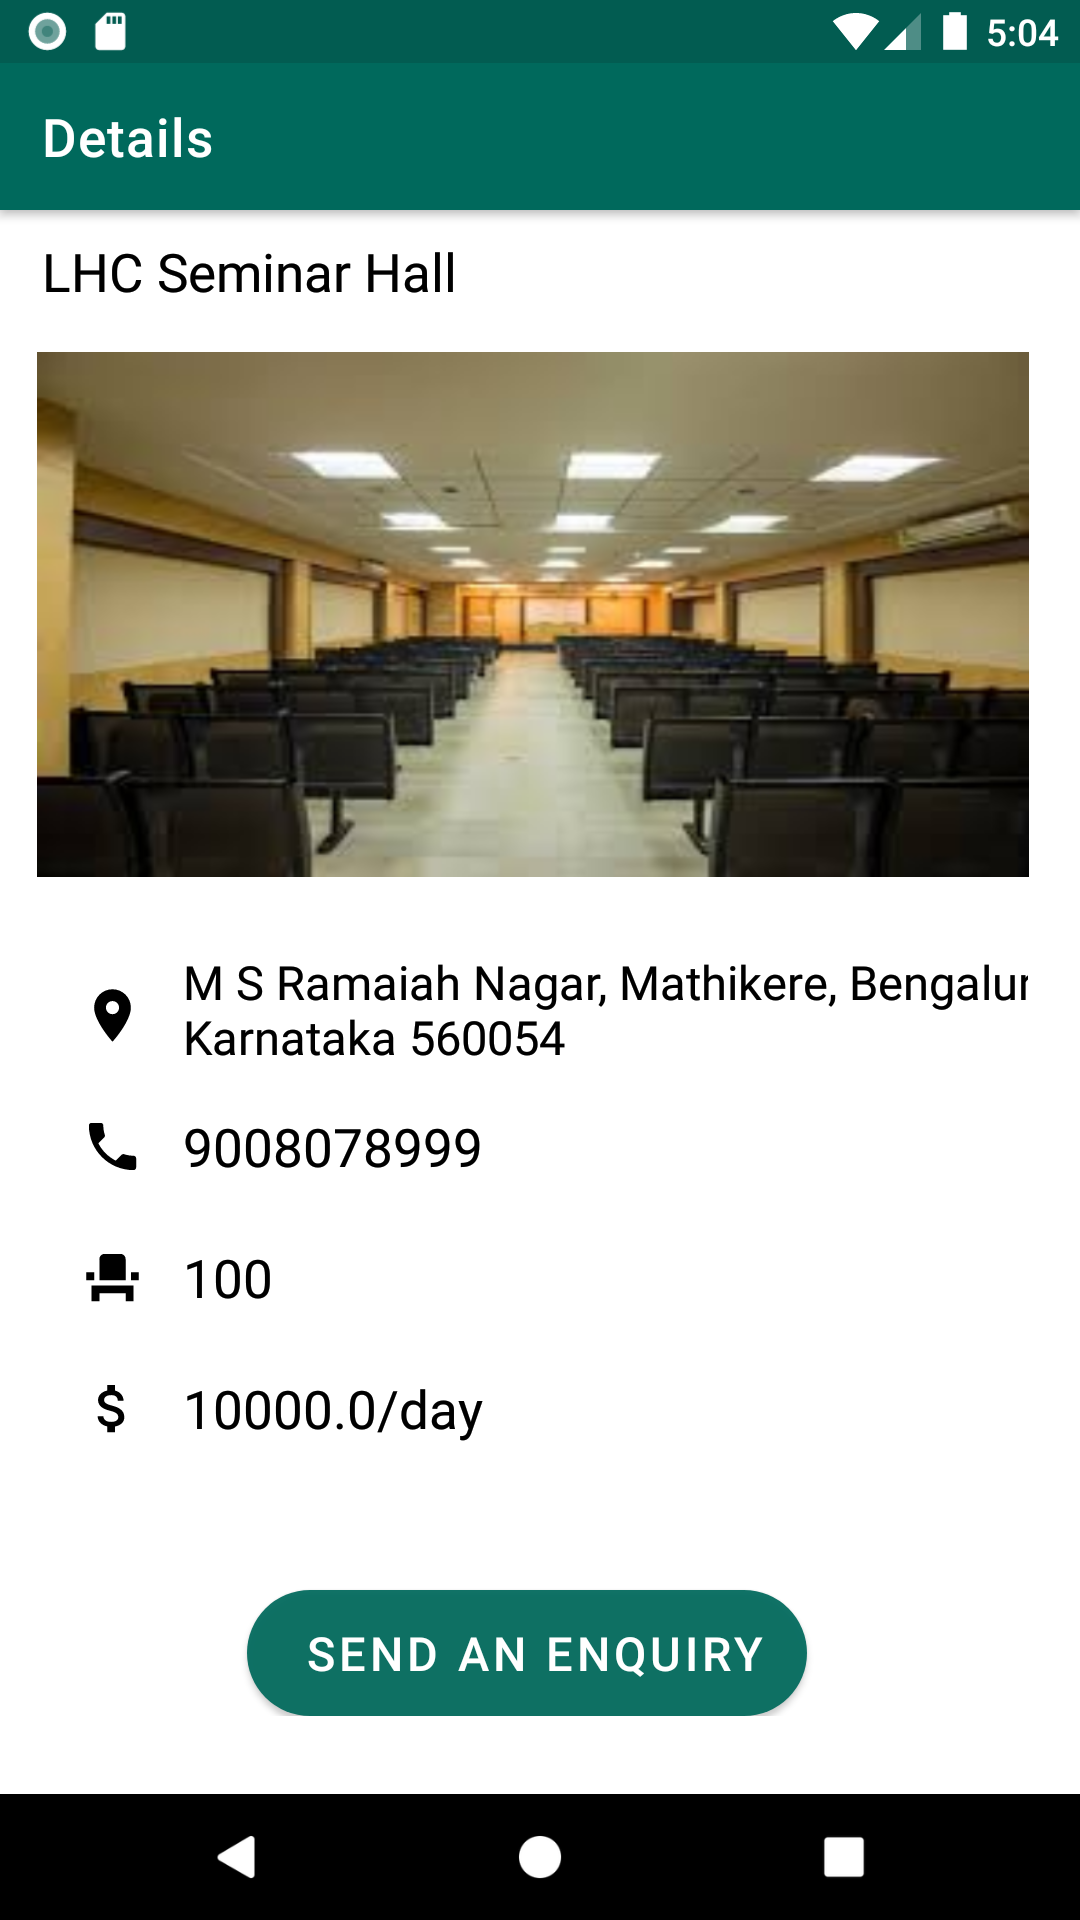 5:04
Details
LHC Seminar Hall
M S Ramaiah Nagar, Mathikere, Bengalur
Karnataka 560054
9008078999
100
10000.0/day
SEND AN ENQUIRY